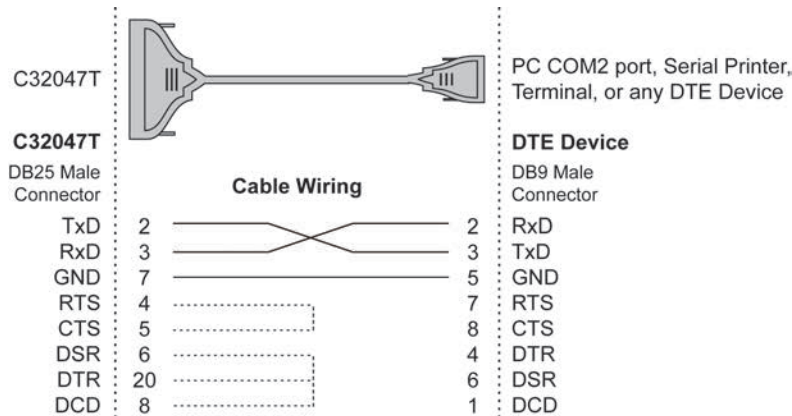 C32047T
PC COM2 port, Serial Printer,
Terminal, or any DTE Device
C32047T
DTE Device
DB25 Male
Connector
Cable Wiring
DB9 Male
Connector
TxD 2 2 RxD
RxD 3 3 TxD
GND 7 5 GND
RTS 4 7 RTS
CTS 5 8 CTS
DSR 6 4 DTR
DTR 20 6 DSR
DCD 8 1 DCD